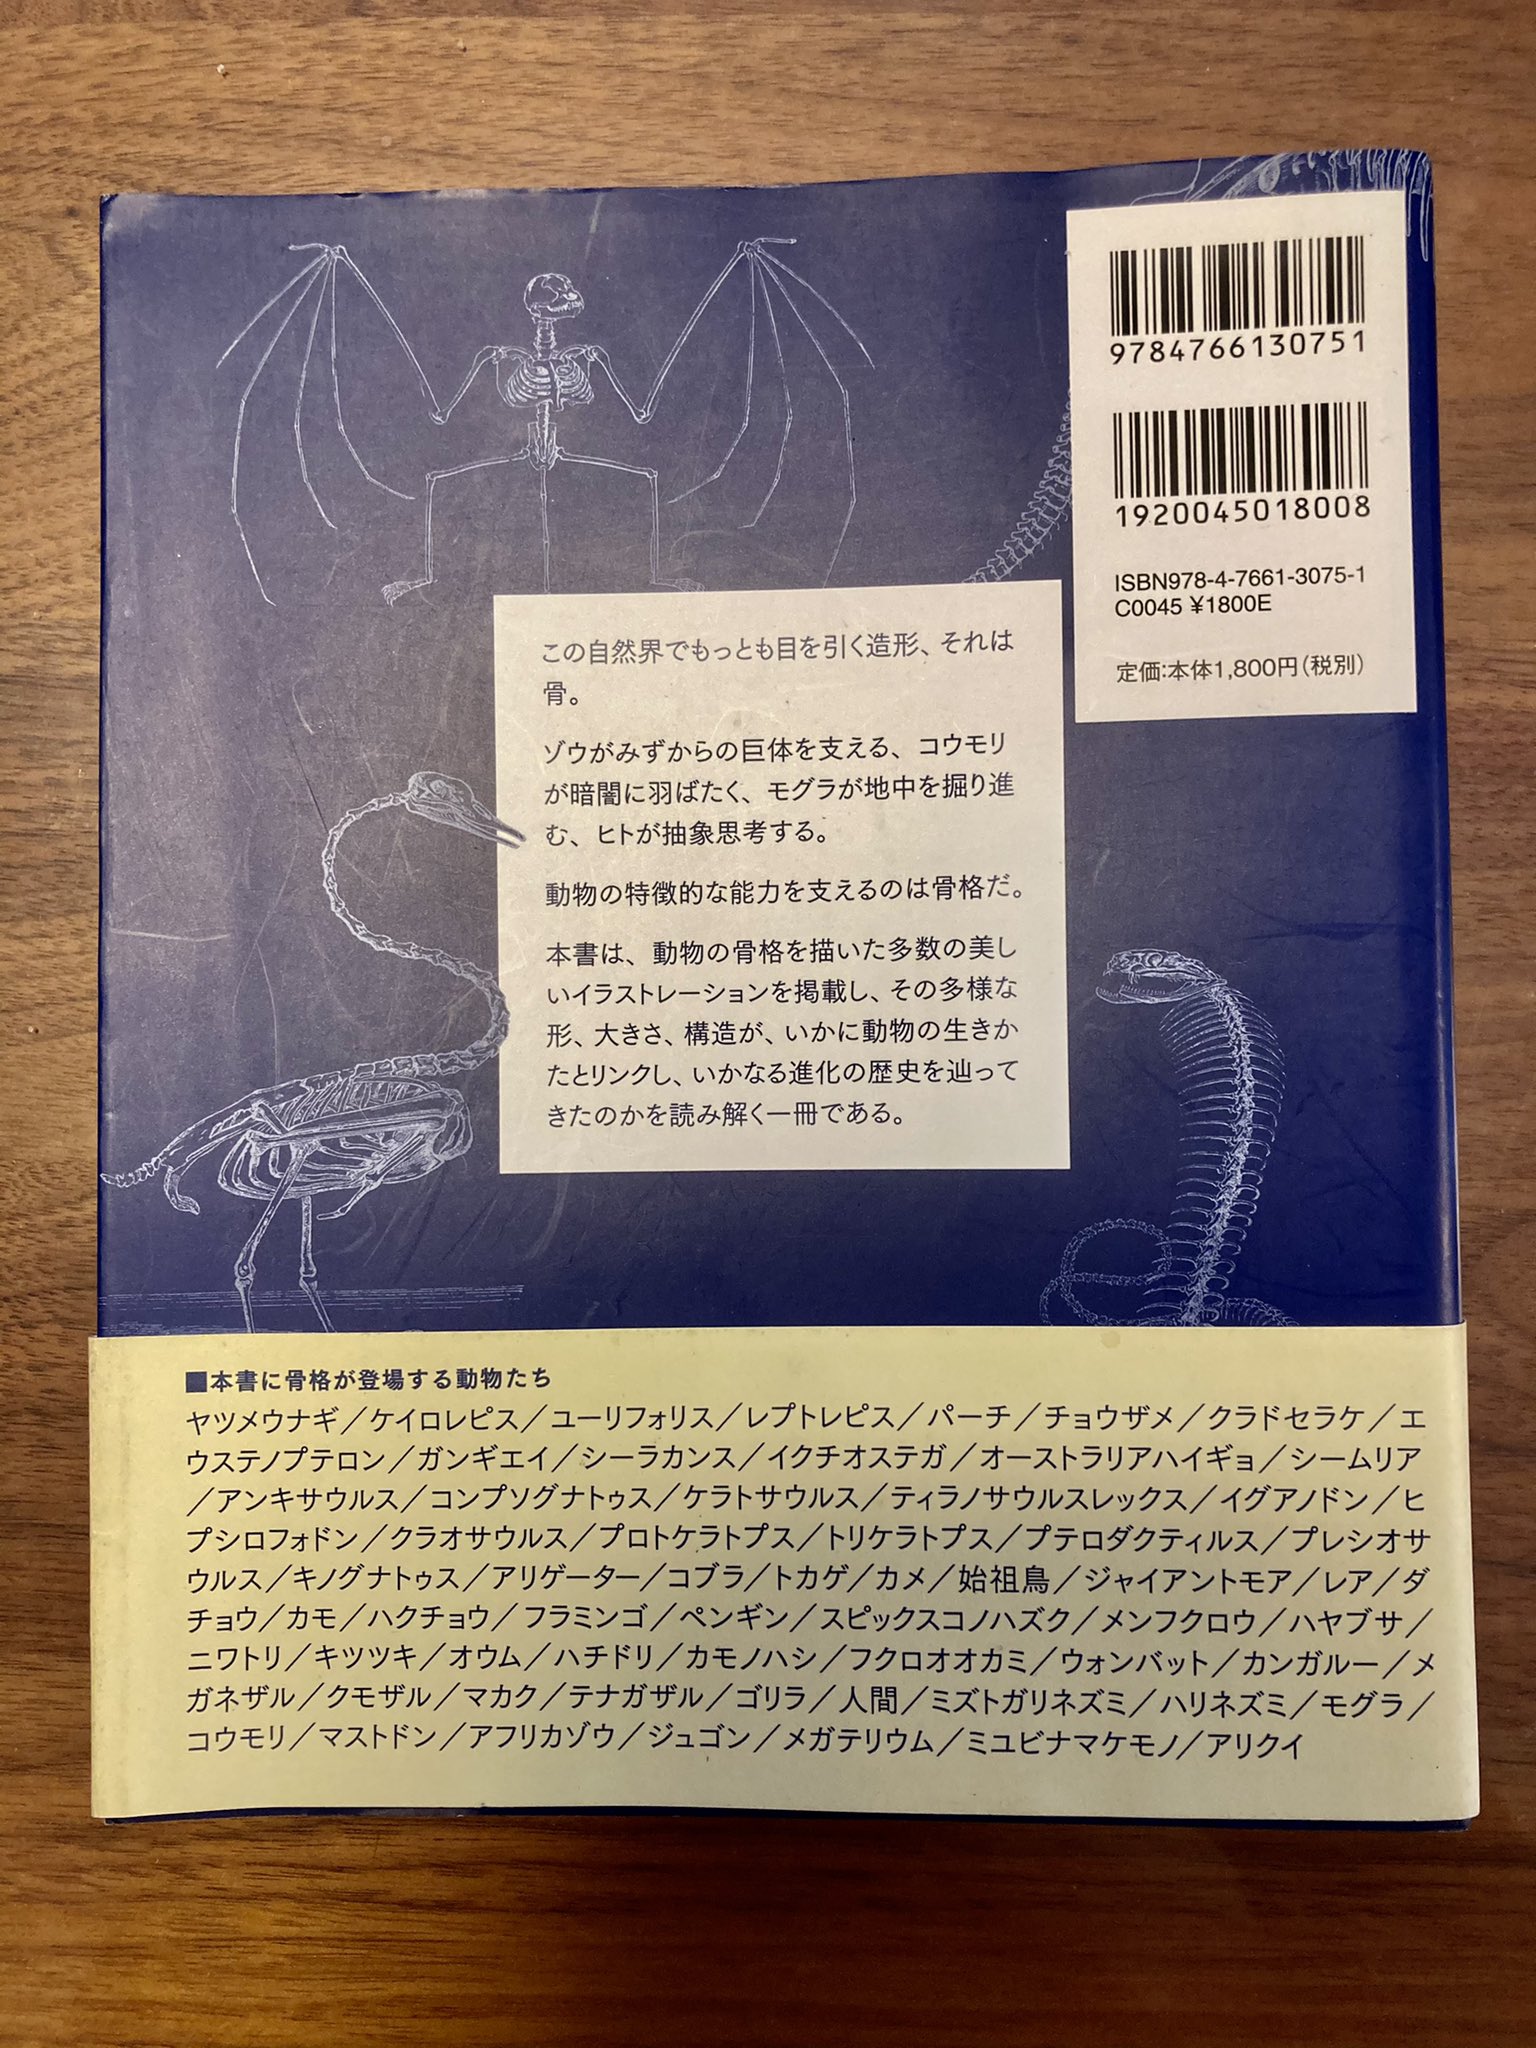 9784766130751
1920045018008
ISBN978-4-7661-3075-1
C0045 ¥1800E
定価:本体1,800円(税別)
この自然界でもっとも目を引く造形、それは
骨。
ゾウがみずからの巨体を支える、コウモリ
が暗闇に羽ばたく、モグラが地中を掘り進
む、ヒトが抽象思考する。
動物の特徴的な能力を支えるのは骨格だ。
本書は、動物の骨格を描いた多数の美し
いイラストレーションを掲載し、その多様な
形、大きさ、構造が、いかに動物の生きか
たとリンクし、いかなる進化の歴史を辿って
きたのかを読み解く一冊である。
■本書に骨格が登場する動物たち
ヤツメウナギ/ケイロレピス/ユーリフォリス/レプトレピス/パーチ/チョウザメ/クラドセラケ/エ
ウステノプテロン/ガンギエイ/シーラカンス/イクチオステガ/オーストラリアハイギョ/シームリア
/アンキサウルス/コンプソグナトゥス/ケラトサウルス/ティラノサウルスレックス/イグアノドン/ヒ
プシロフォドン/クラオサウルス/プロトケラトプス/トリケラトプス/プテロダクティルス/プレシオサ
ウルス/キノグナトゥス/アリゲーター/コブラ/トカゲ/カメ/始祖鳥/ジャイアントモア/レア/ダ
チョウ/カモ/ハクチョウ/フラミンゴ/ペンギン/スピックスコノハズク/メンフクロウ/ハヤブサ/
ニワトリ/キツツキ/オウム/ハチドリ/カモノハシ/フクロオオカミ/ウォンバット/カンガルー/メ
ガネザル/クモザル/マカク/テナガザル/ゴリラ/人間/ミズトガリネズミ/ハリネズミ/モグラ/
コウモリ/マストドン/アフリカゾウ/ジュゴン/メガテリウム/ミユビナマケモノ/アリクイ